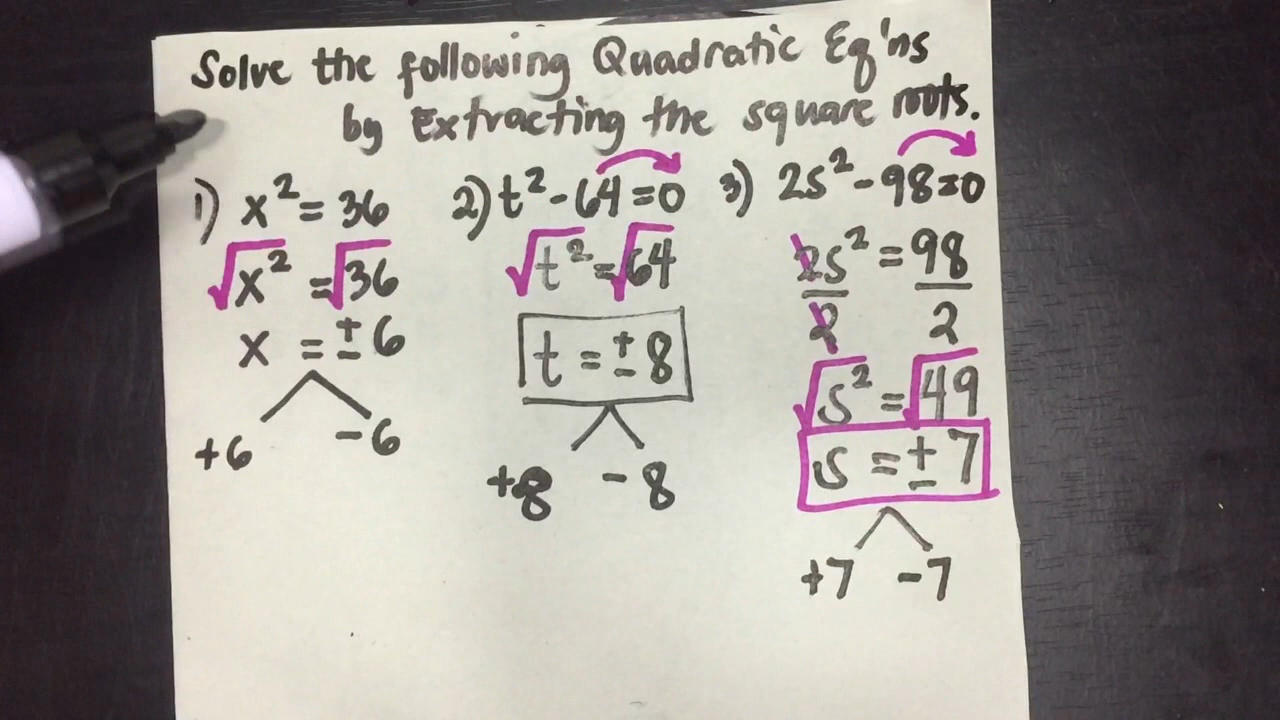 Solve the following Quadratic Eq'ns
by Extracting the square roots.
1) x² = 36
√x² = √36
x = ±6
+6 -6
2) t² - 64 = 0
√t² = √64
t = ±8
+8 -8
3) 2s² - 98 = 0
2s²/2 = 98/2
√s² = √49
s = ±7
+7 -7